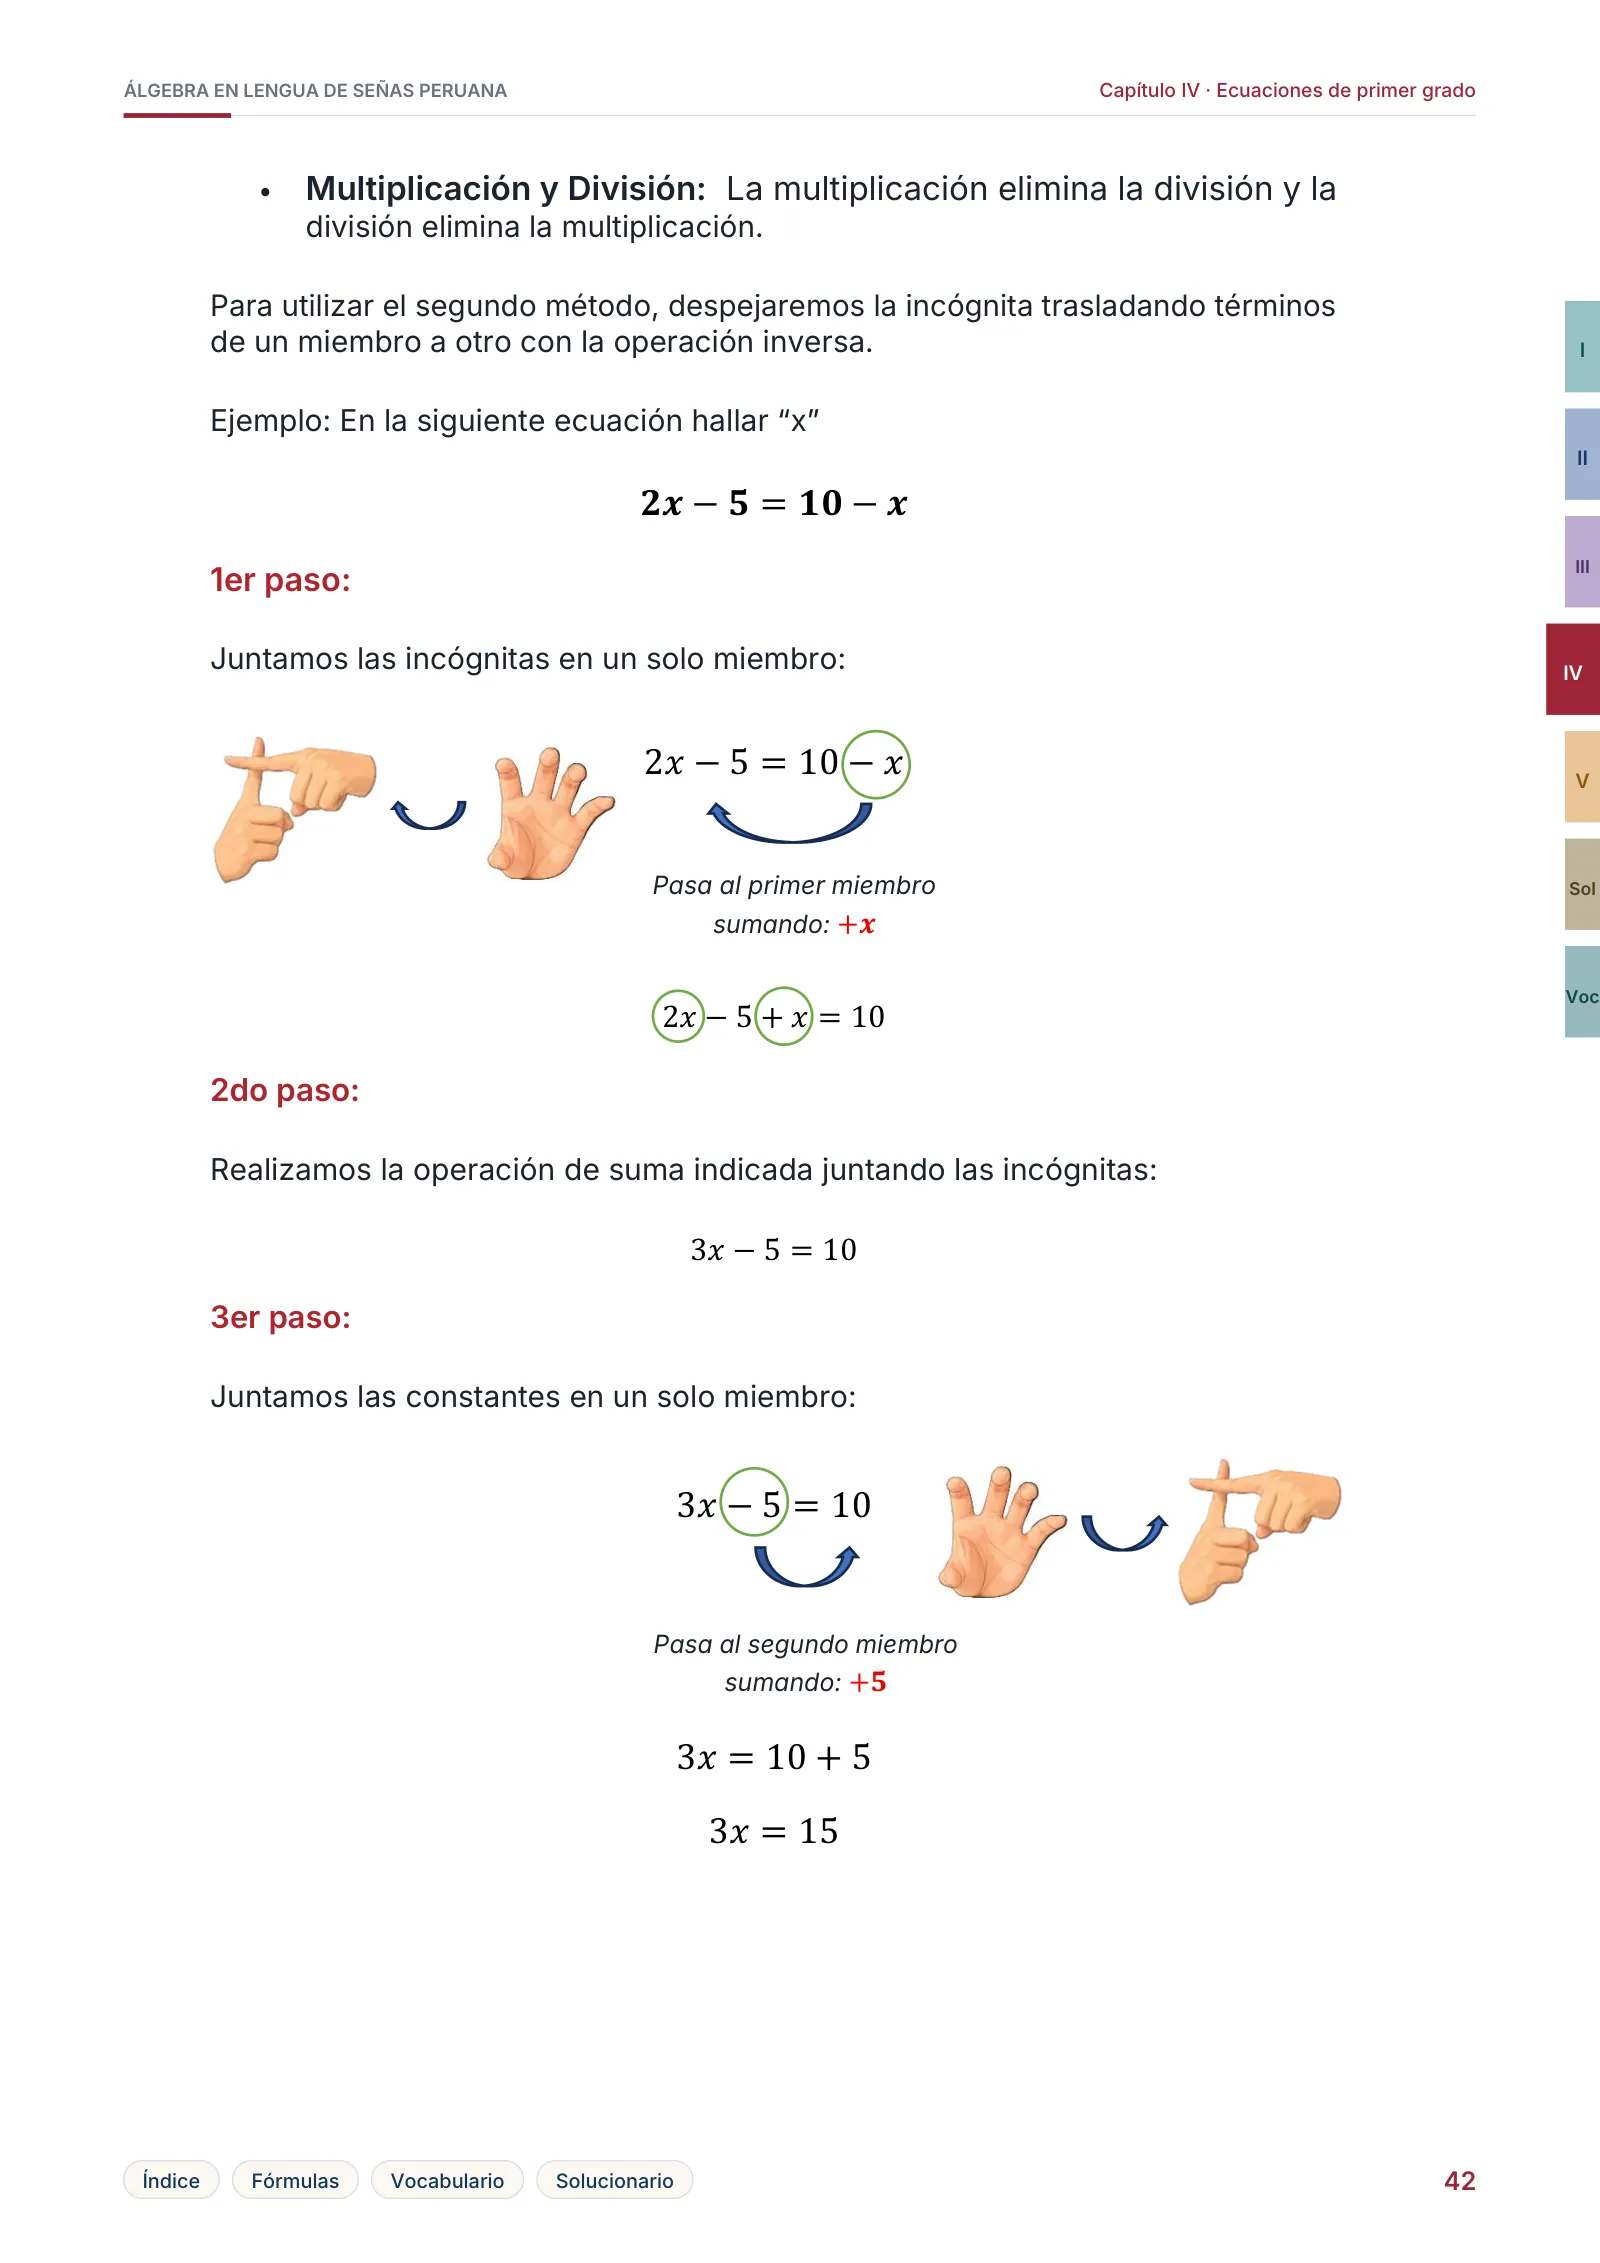 ÁLGEBRA EN LENGUA DE SEÑAS PERUANA
Capítulo IV · Ecuaciones de primer grado
• Multiplicación y División: La multiplicación elimina la división y la
división elimina la multiplicación.
Para utilizar el segundo método, despejaremos la incógnita trasladando términos
de un miembro a otro con la operación inversa.
Ejemplo: En la siguiente ecuación hallar “x”
2x − 5 = 10 − x
1er paso:
Juntamos las incógnitas en un solo miembro:
2x − 5 = 10 − x
Pasa al primer miembro
sumando: +x
2x − 5 + x = 10
2do paso:
Realizamos la operación de suma indicada juntando las incógnitas:
3x − 5 = 10
3er paso:
Juntamos las constantes en un solo miembro:
3x − 5 = 10
Pasa al segundo miembro
sumando: +5
3x = 10 + 5
3x = 15
I
II
III
IV
V
Sol
Voc
Índice
Fórmulas
Vocabulario
Solucionario
42